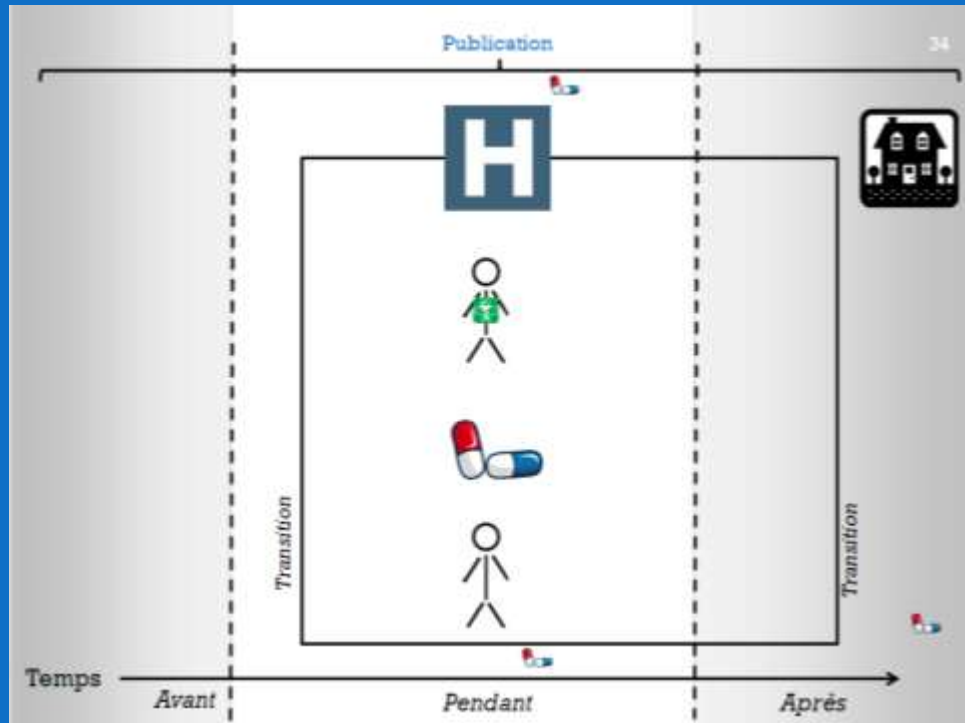 Publication
34
H
Transition
Transition
Temps
Avant
Pendant
Après